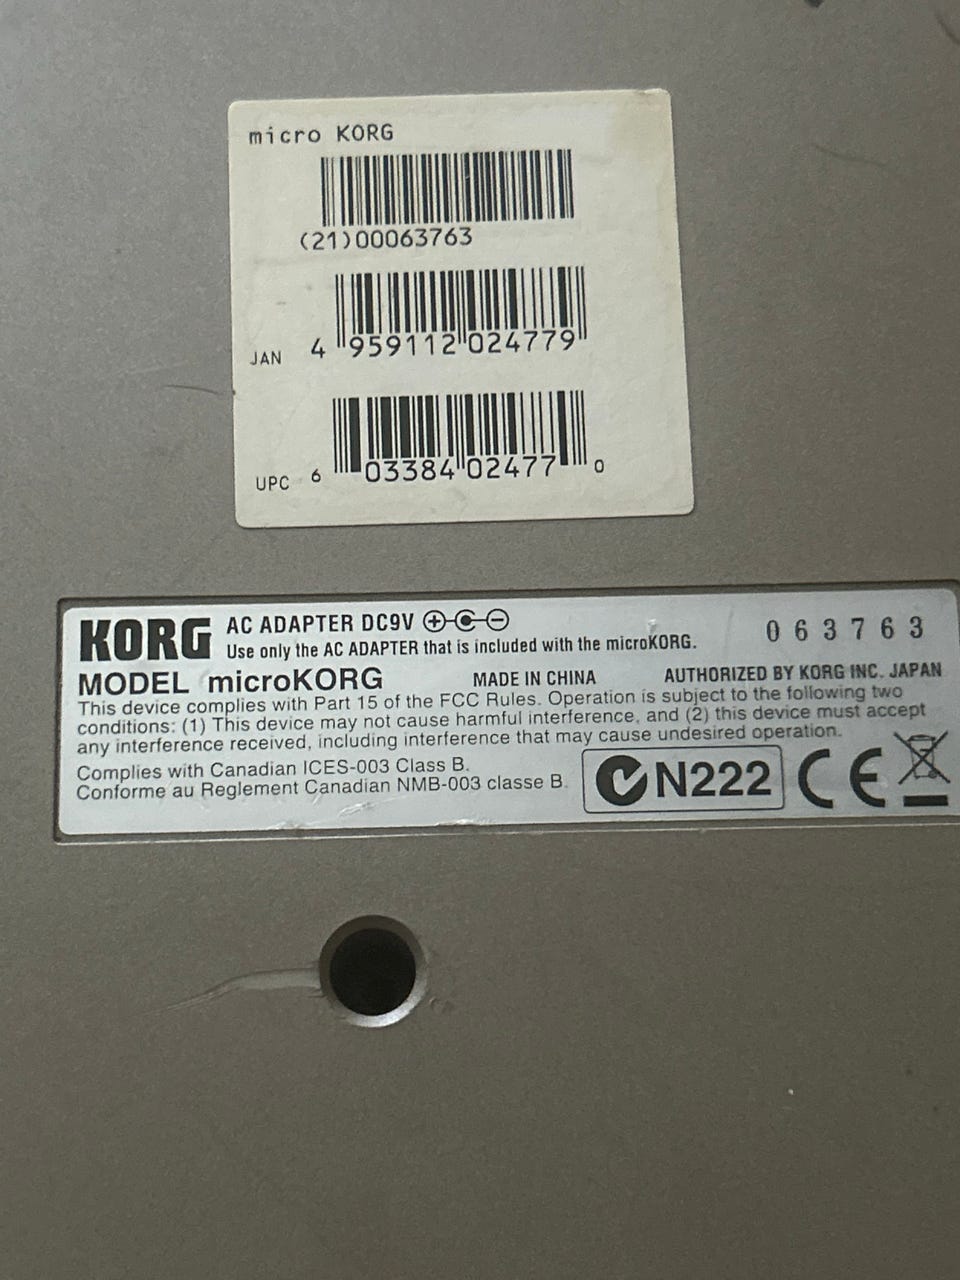 micro KORG
(21)00063763
JAN 4 959112 024779
UPC 6 03384 02477 0
KORG AC ADAPTER DC9V
Use only the AC ADAPTER that is included with the microKORG.
063763
MODEL microKORG MADE IN CHINA AUTHORIZED BY KORG INC. JAPAN
This device complies with Part 15 of the FCC Rules. Operation is subject to the following two
conditions: (1) This device may not cause harmful interference, and (2) this device must accept
any interference received, including interference that may cause undesired operation.
Complies with Canadian ICES-003 Class B.
Conforme au Reglement Canadian NMB-003 classe B.
N222 CE